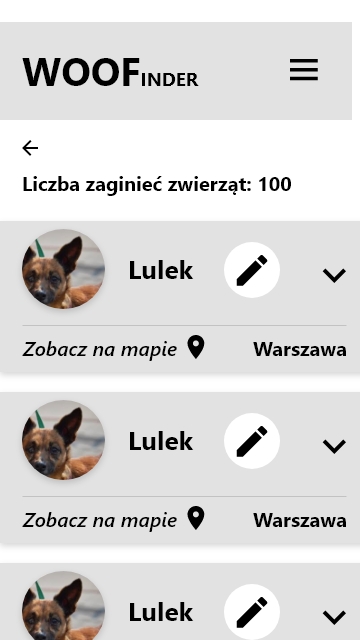 WOOFINDER
Liczba zaginieć zwierząt: 100
Lulek
Zobacz na mapie Warszawa
Lulek
Zobacz na mapie Warszawa
Lulek